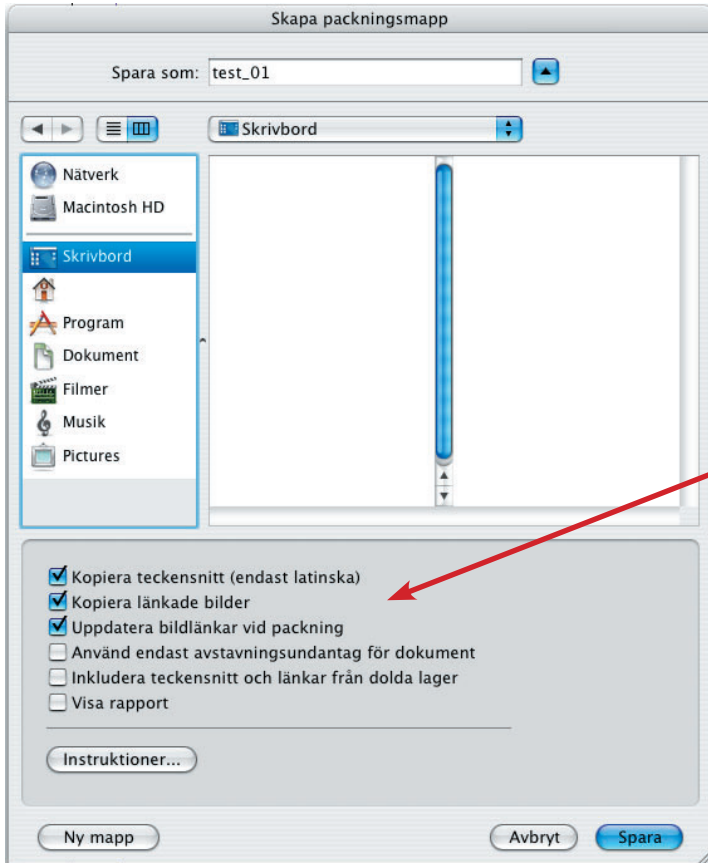 Skapa packningsmapp
Spara som: test_01
Skrivbord
Nätverk
Macintosh HD
Skrivbord
Program
Dokument
Filmer
Musik
Pictures
Kopiera teckensnitt (endast latinska)
Kopiera länkade bilder
Uppdatera bildlänkar vid packning
Använd endast avstavningsundantag för dokument
Inkludera teckensnitt och länkar från dolda lager
Visa rapport
Instruktioner...
Ny mapp
Avbryt
Spara